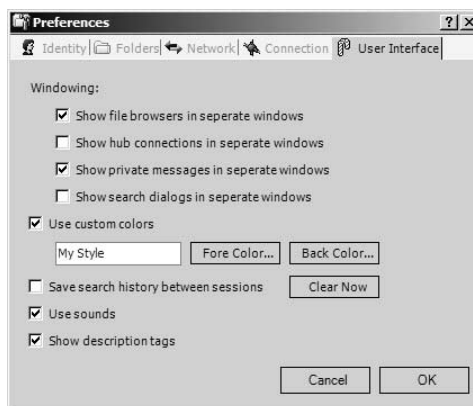 Preferences
Identity Folders Network Connection User Interface
Windowing:
Show file browsers in seperate windows
Show hub connections in seperate windows
Show private messages in seperate windows
Show search dialogs in seperate windows
Use custom colors
My Style Fore Color... Back Color...
Save search history between sessions Clear Now
Use sounds
Show description tags
Cancel OK